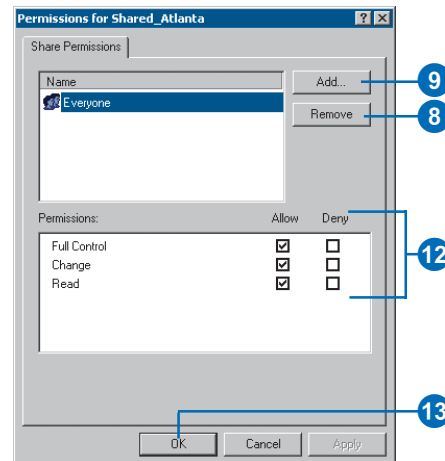 Permissions for Shared_Atlanta
Share Permissions
Name
Add...
9
Everyone
Remove
8
Permissions:
Allow
Deny
Full Control
Change
Read
12
13
OK
Cancel
Apply